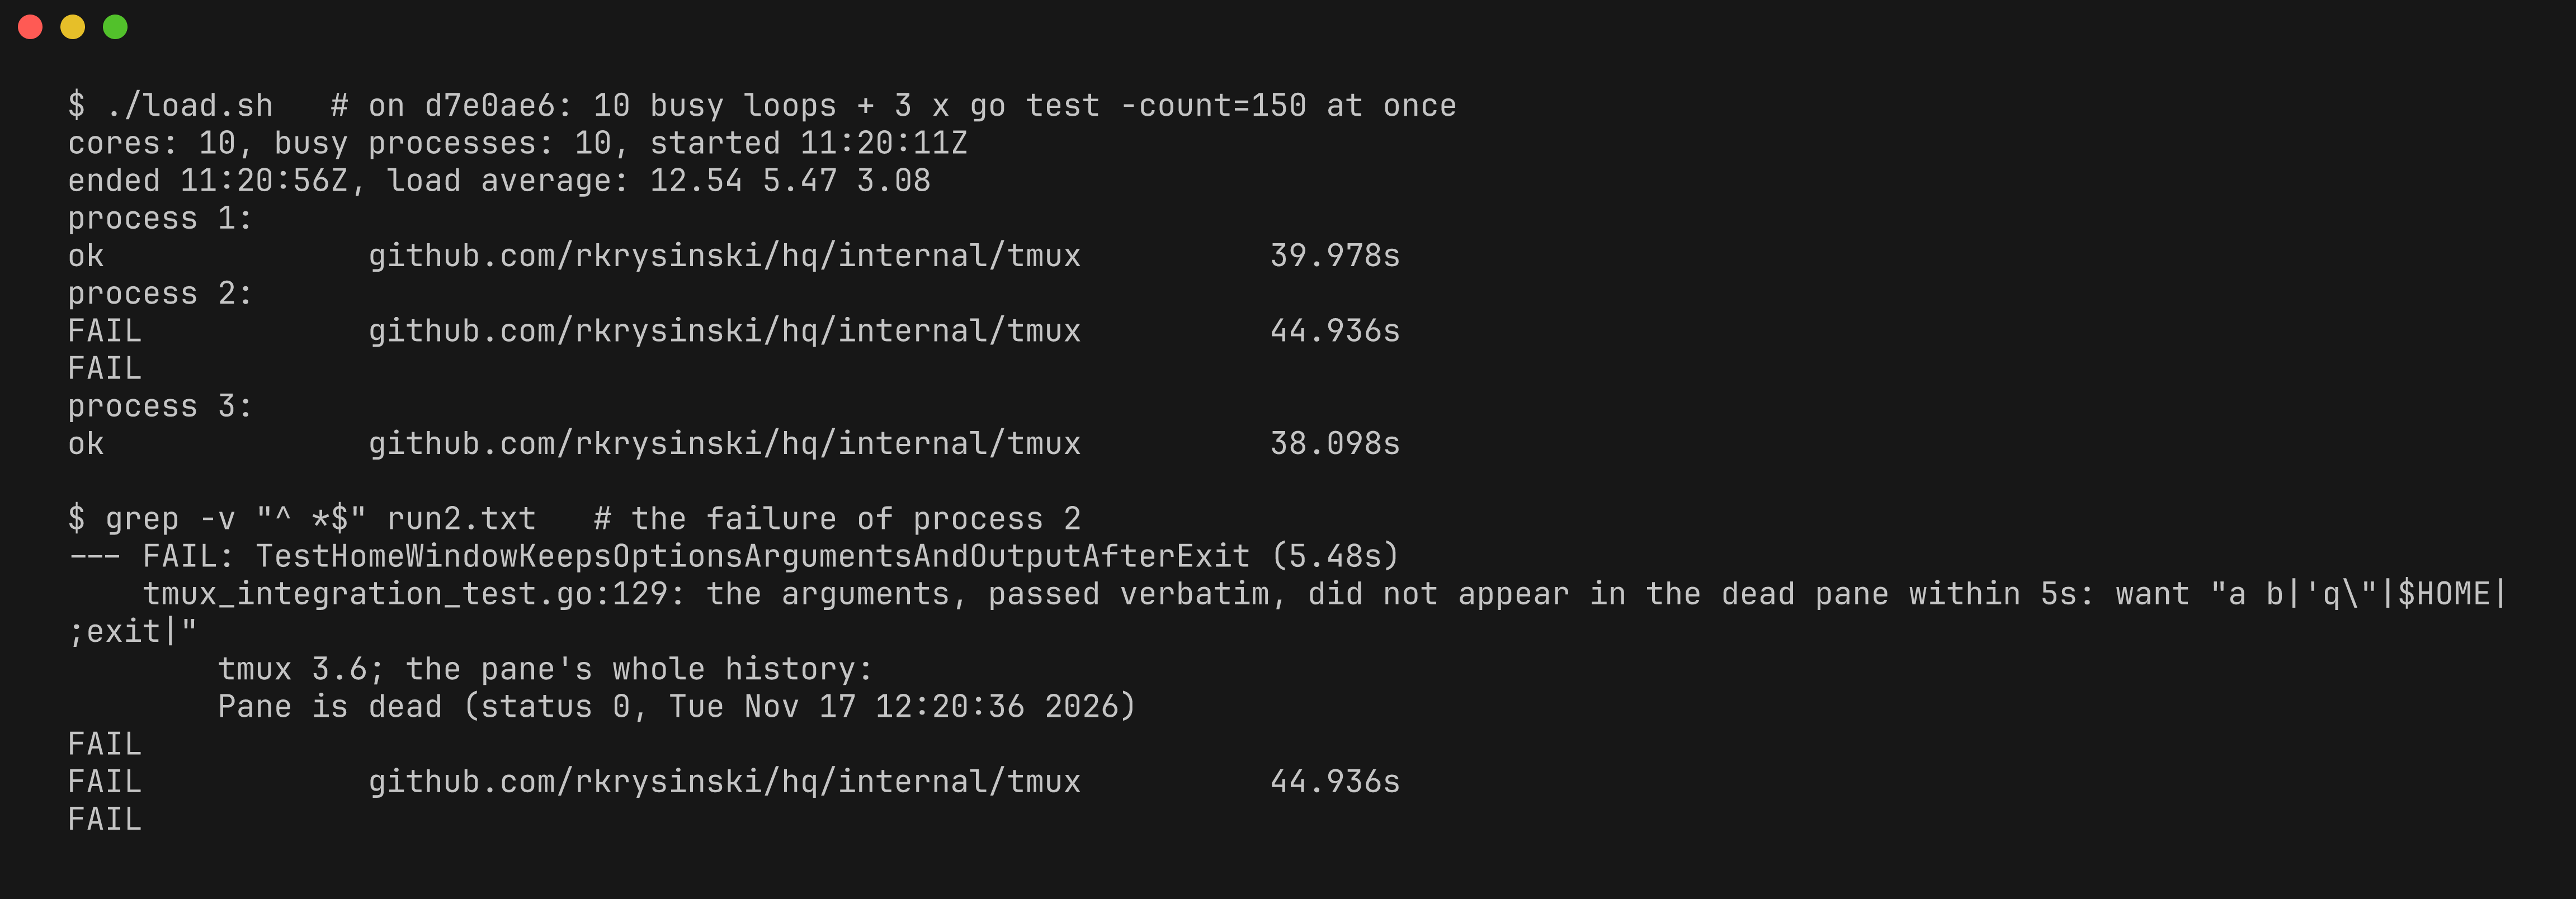 $ ./load.sh   # on d7e0ae6: 10 busy loops + 3 x go test -count=150 at once
cores: 10, busy processes: 10, started 11:20:11Z
ended 11:20:56Z, load average: 12.54 5.47 3.08
process 1:
ok              github.com/rkrysinski/hq/internal/tmux          39.978s
process 2:
FAIL            github.com/rkrysinski/hq/internal/tmux          44.936s
FAIL
process 3:
ok              github.com/rkrysinski/hq/internal/tmux          38.098s

$ grep -v "^ *$" run2.txt   # the failure of process 2
--- FAIL: TestHomeWindowKeepsOptionsArgumentsAndOutputAfterExit (5.48s)
    tmux_integration_test.go:129: the arguments, passed verbatim, did not appear in the dead pane within 5s: want "a b|'q\"|$HOME|
;exit|"
        tmux 3.6; the pane's whole history:
        Pane is dead (status 0, Tue Nov 17 12:20:36 2026)
FAIL
FAIL            github.com/rkrysinski/hq/internal/tmux          44.936s
FAIL